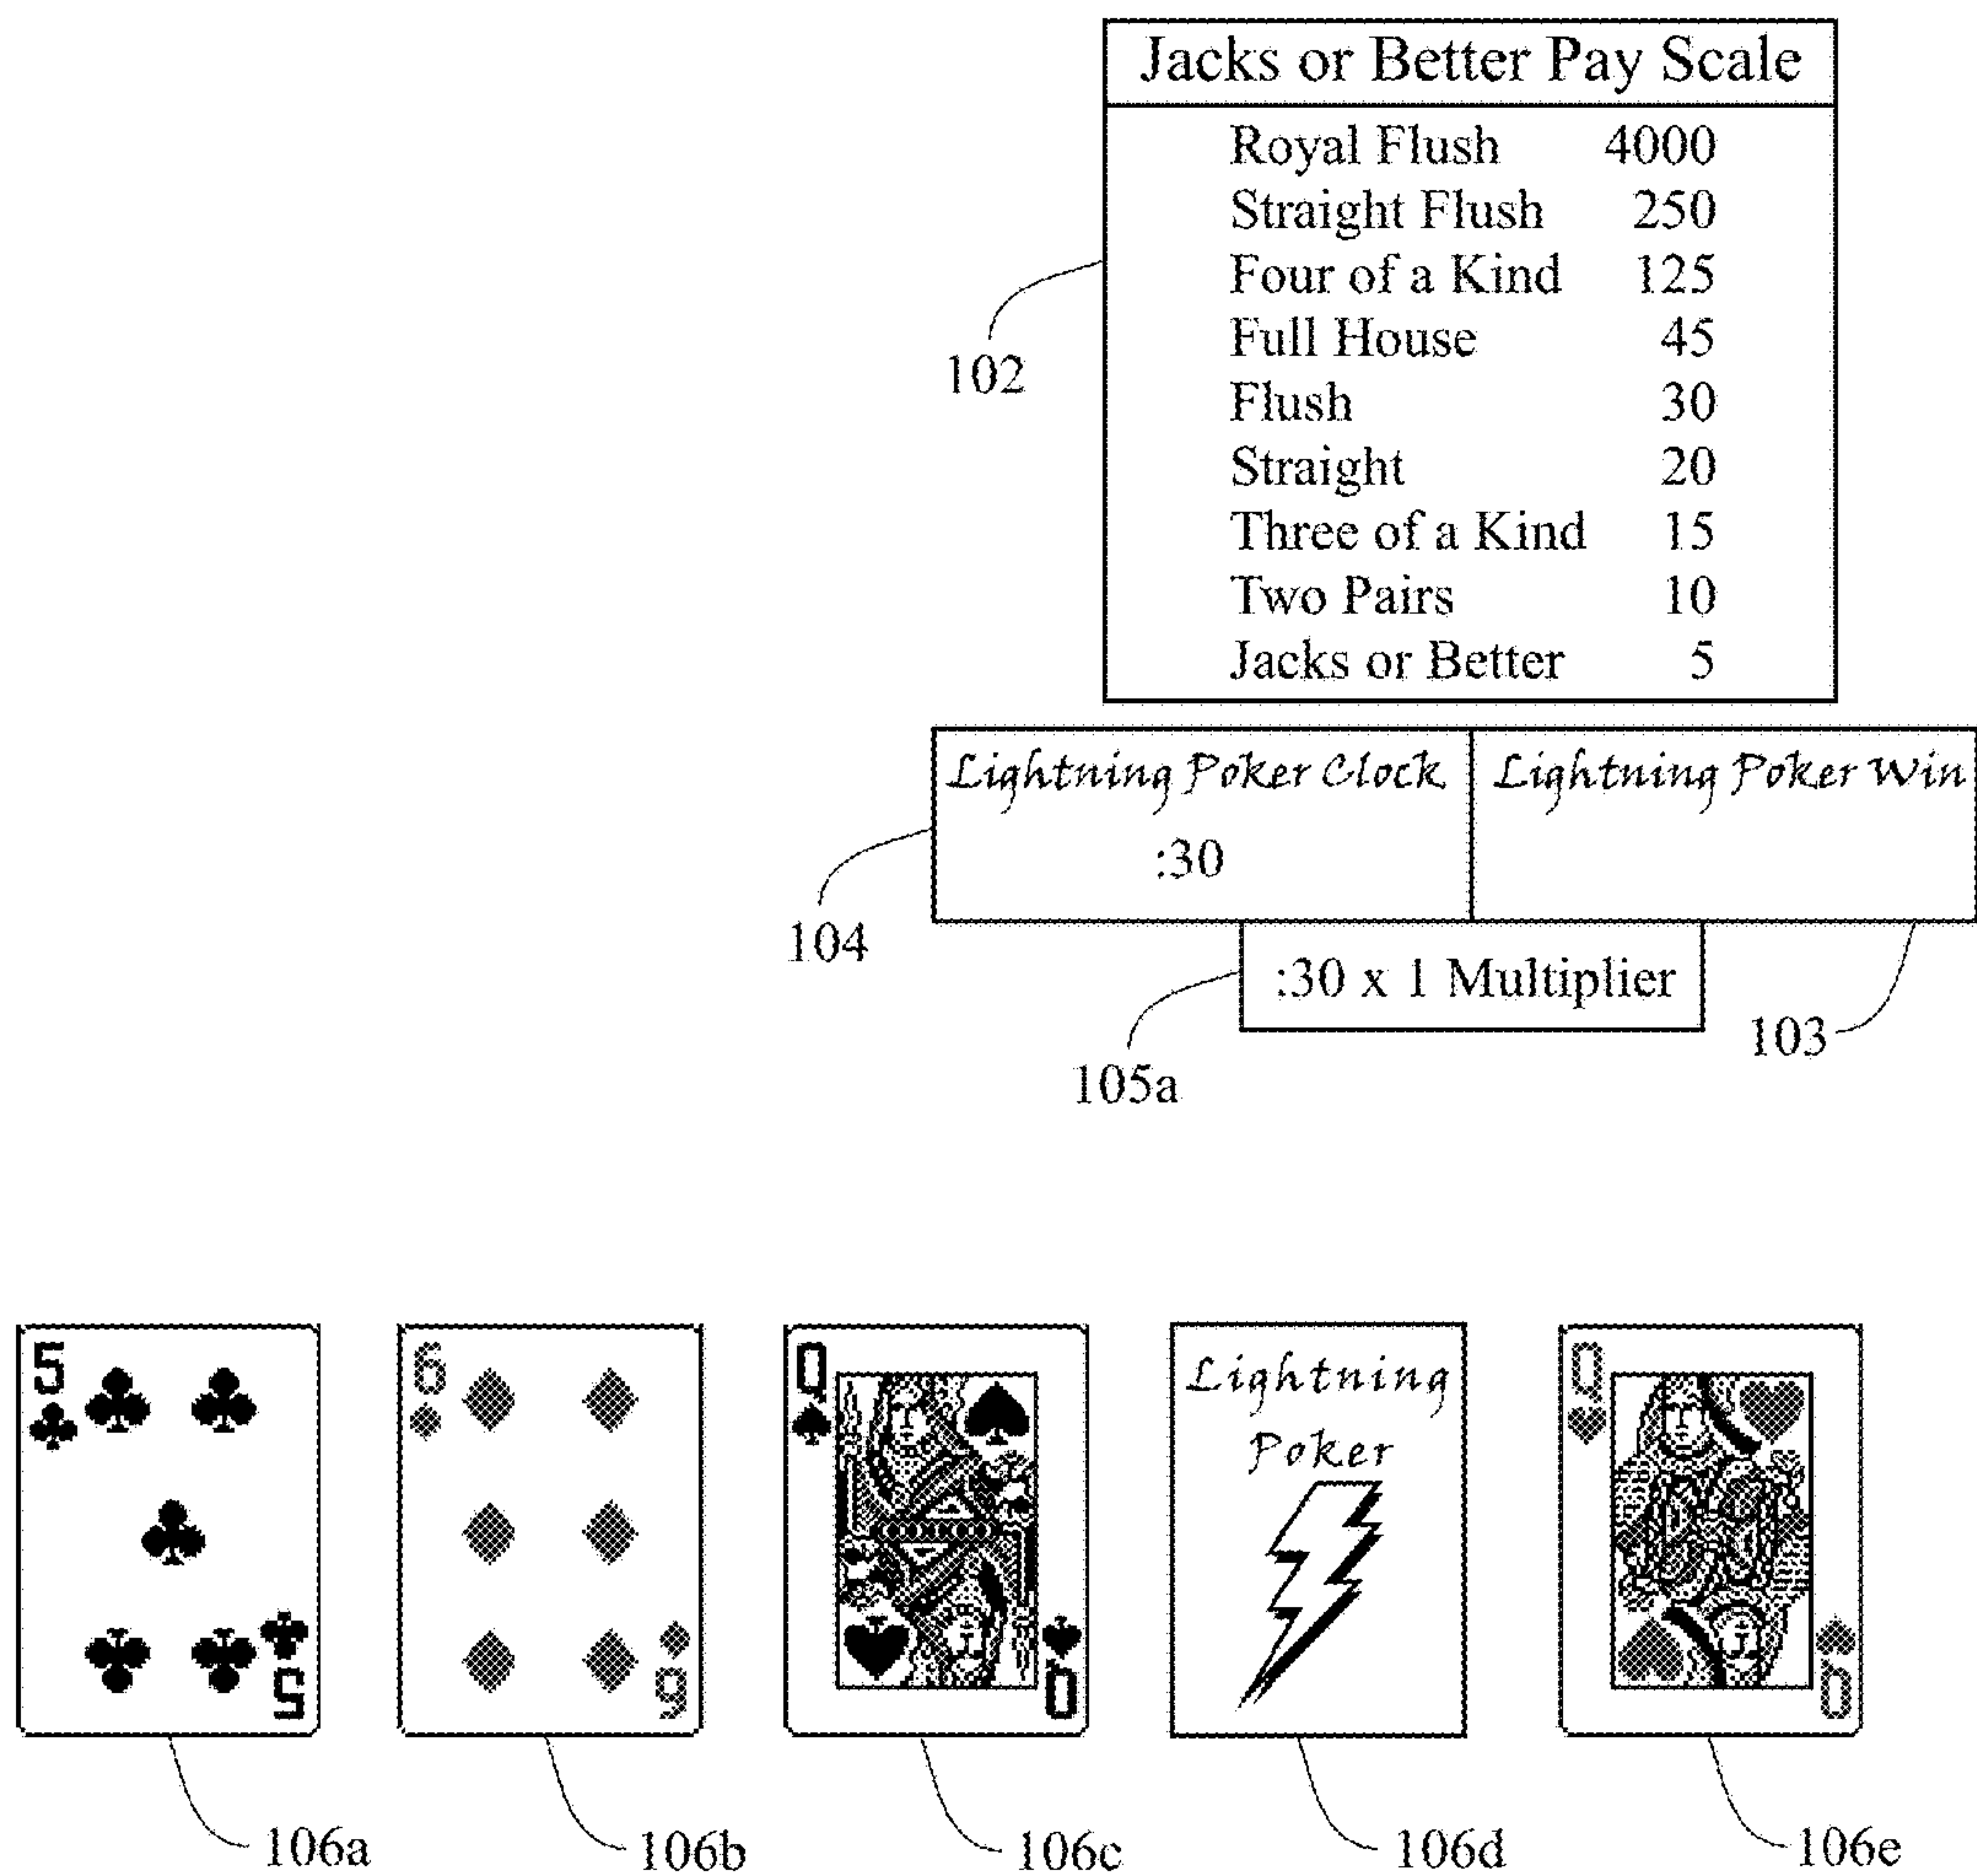 Jacks or Better Pay Scale
Royal Flush 4000
Straight Flush 250
Four of a Kind 125
Full House 45
Flush 30
Straight 20
Three of a Kind 15
Two Pairs 10
Jacks or Better 5
102
Lightning Poker Clock
:30
Lightning Poker Win
104
:30 x 1 Multiplier
103
105a
5
5
6
6
Q
Q
Lightning
Poker
Q
Q
106a
106b
106c
106d
106e